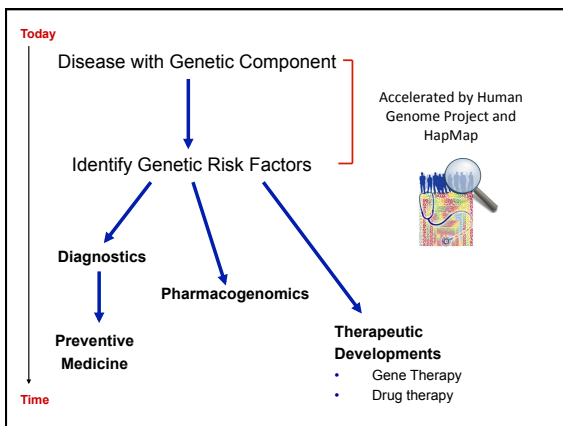 Today
Disease with Genetic Component
Accelerated by Human
Genome Project and
HapMap
Identify Genetic Risk Factors
Diagnostics
Pharmacogenomics
Preventive
Medicine
Therapeutic
Developments
• Gene Therapy
• Drug therapy
Time